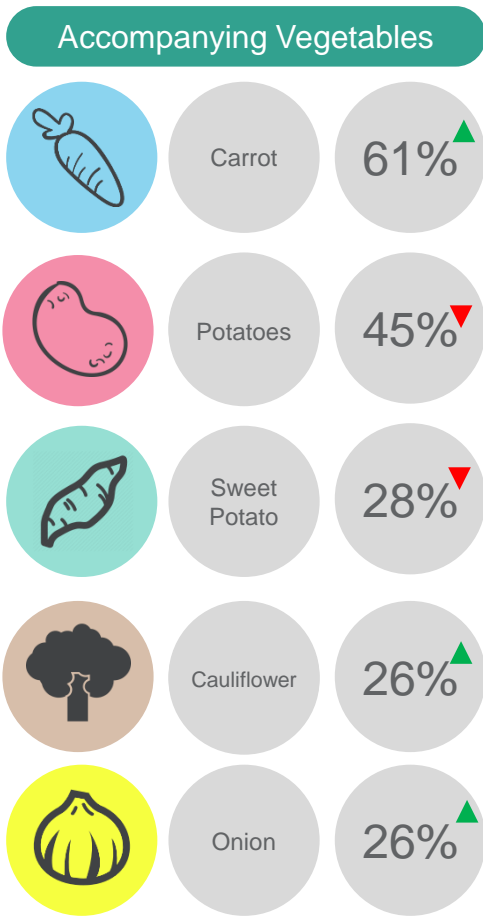 Accompanying Vegetables
Carrot
61%
Potatoes
45%
Sweet
Potato
28%
Cauliflower
26%
Onion
26%